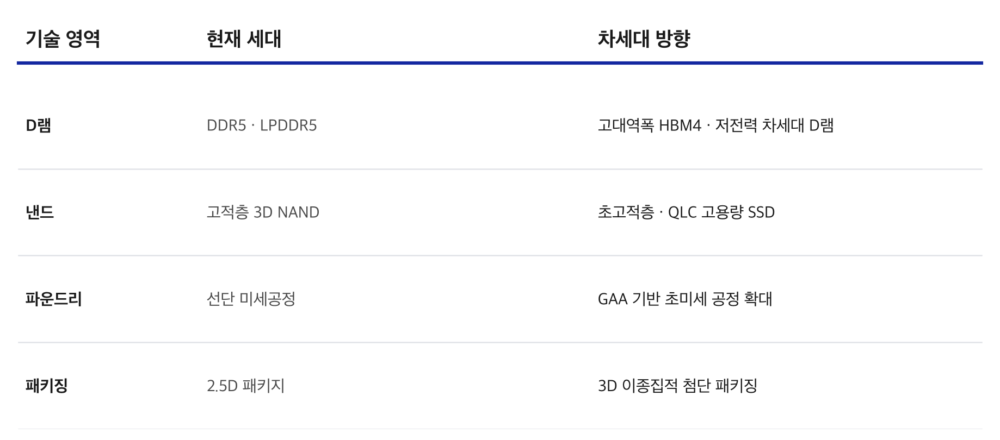 기술 영역 현재 세대 차세대 방향
D램 DDR5 · LPDDR5 고대역폭 HBM4 · 저전력 차세대 D램
낸드 고적층 3D NAND 초고적층 · QLC 고용량 SSD
파운드리 선단 미세공정 GAA 기반 초미세 공정 확대
패키징 2.5D 패키지 3D 이종집적 첨단 패키징